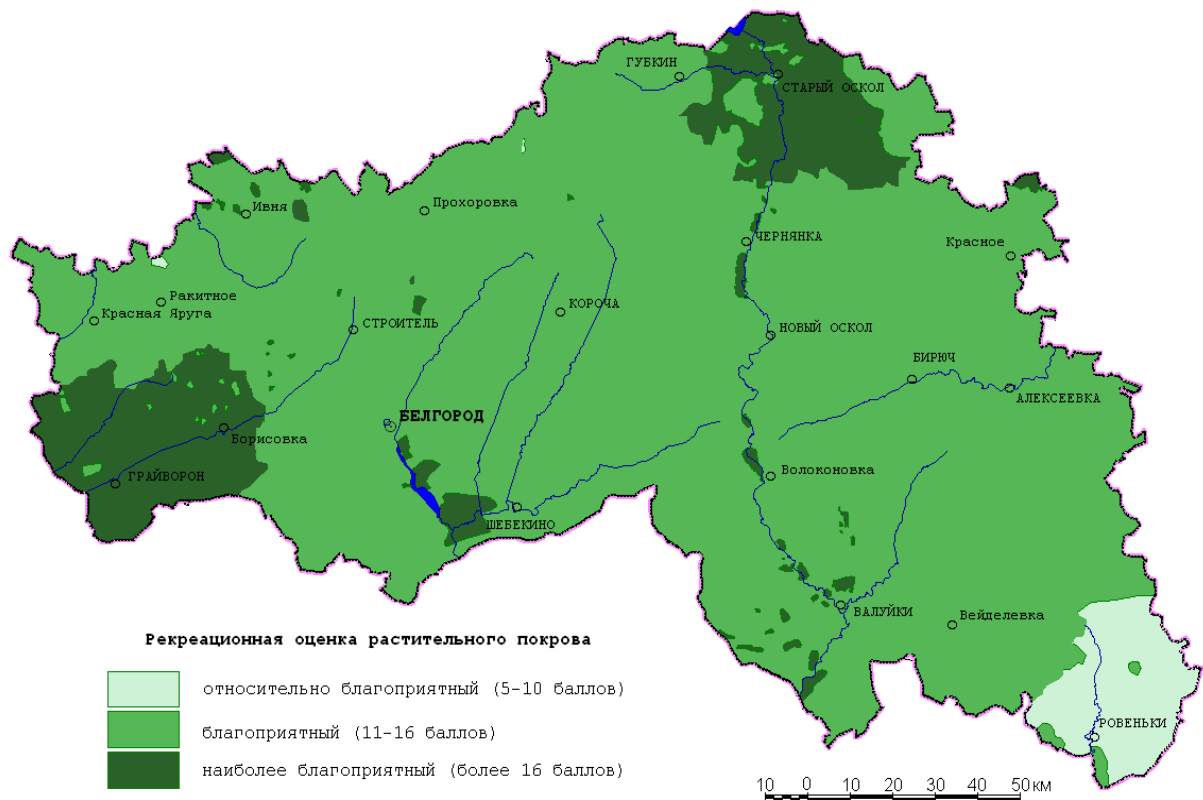 ГУБКИН
СТАРЫЙ ОСКОЛ
Ивня
Прохоровка
ЧЕРНЯНКА
Красное
Ракитное
Красная Яруга
СТРОИТЕЛЬ
КОРОЧА
НОВЫЙ ОСКОЛ
БИРЮЧ
АЛЕКСЕЕВКА
БЕЛГОРОД
Борисовка
ГРАЙВОРОН
Волоконовка
ШЕБЕКИНО
ВАЛУЙКИ
Вейделевка
РОВЕНЬКИ
Рекреационная оценка растительного покрова
относительно благоприятный (5-10 баллов)
благоприятный (11-16 баллов)
наиболее благоприятный (более 16 баллов)
10 0 10 20 30 40 50 км